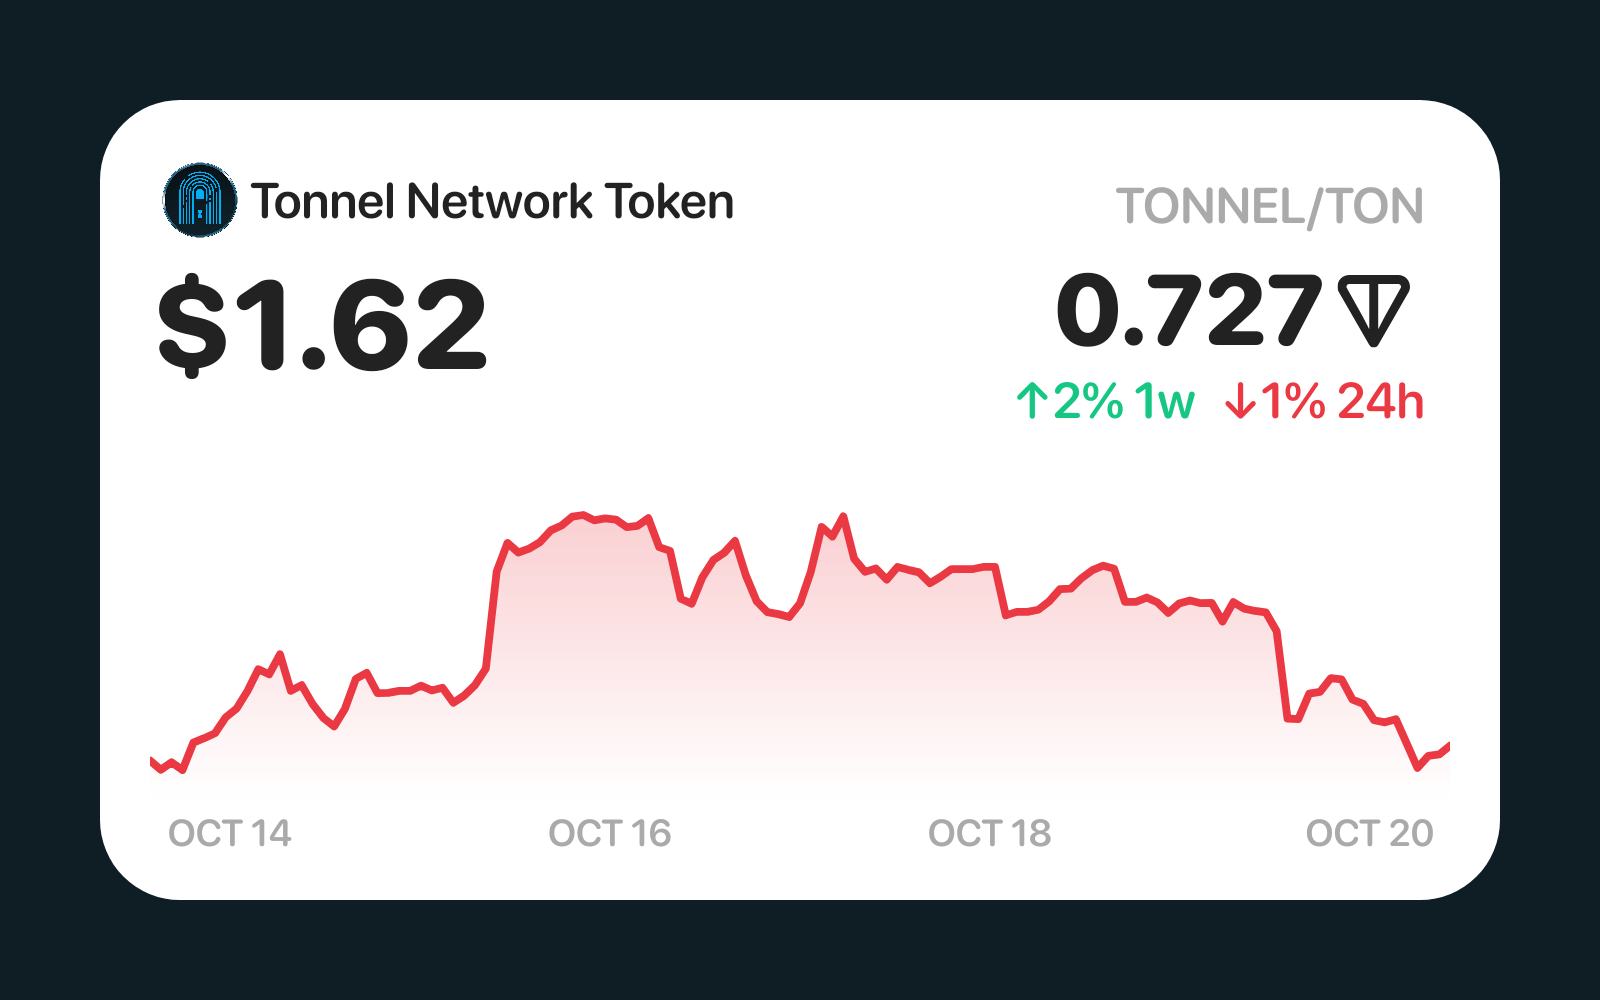 Tonnel Network Token
TONNEL/TON
$1.62
0.727
↑2% 1w ↓1% 24h
OCT 14 OCT 16 OCT 18 OCT 20